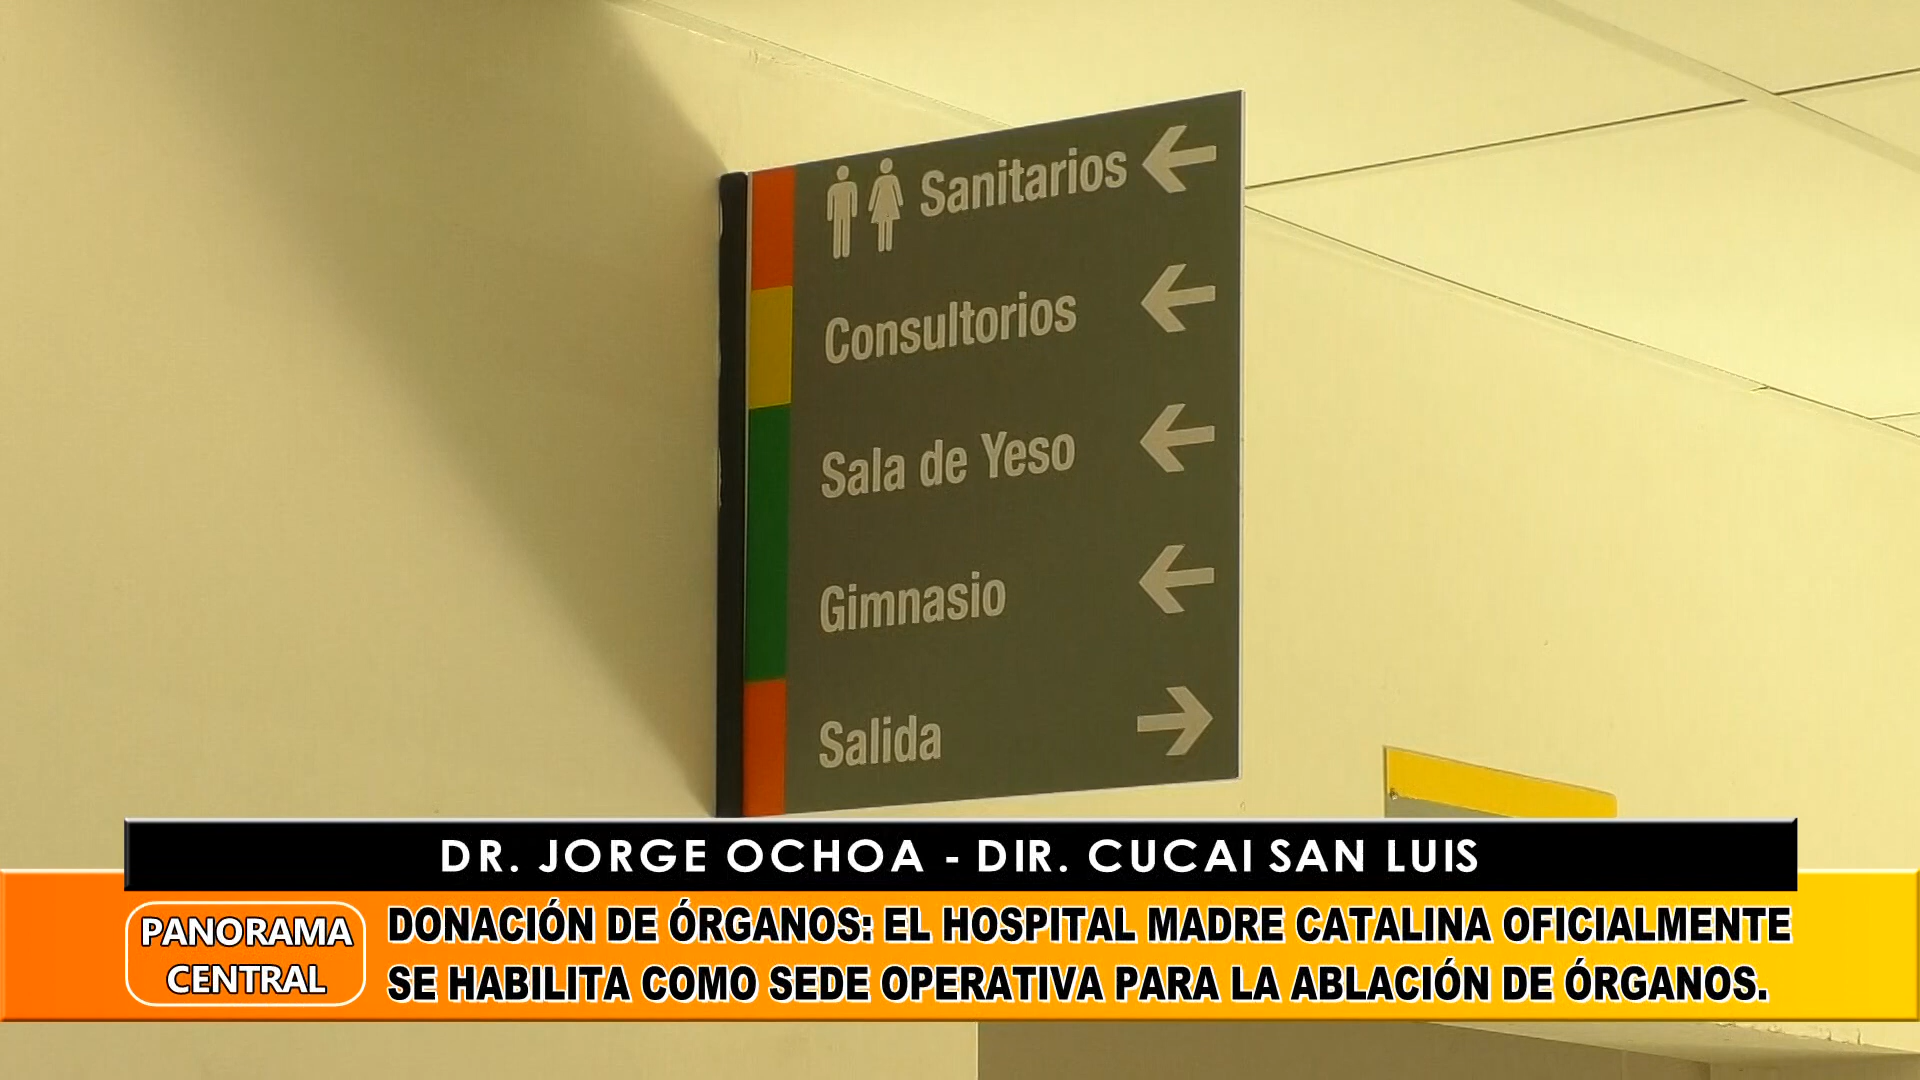 Sanitarios
Consultorios
Sala de Yeso
Gimnasio
Salida
DR. JORGE OCHOA - DIR. CUCAI SAN LUIS
PANORAMA
CENTRAL
DONACIÓN DE ÓRGANOS: EL HOSPITAL MADRE CATALINA OFICIALMENTE
SE HABILITA COMO SEDE OPERATIVA PARA LA ABLACIÓN DE ÓRGANOS.